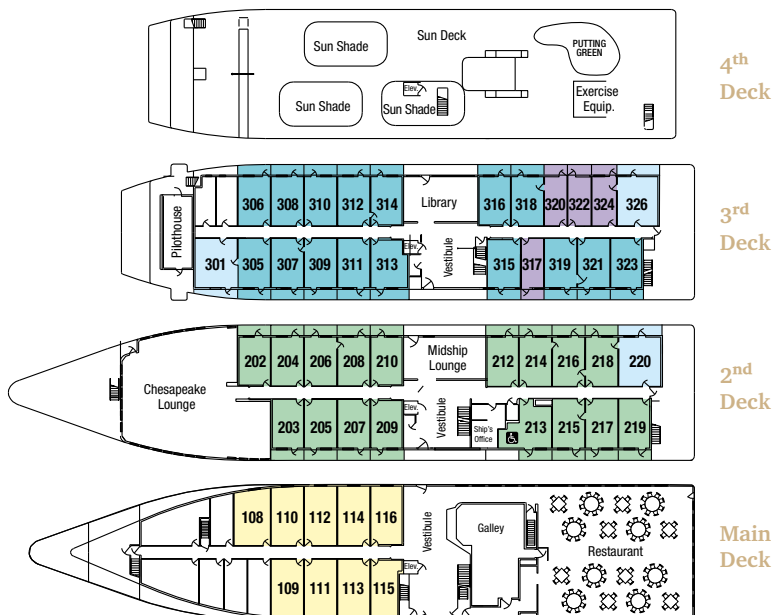 Sun Shade
Sun Deck
PUTTING
GREEN
Sun Shade
Elev.
Sun Shade
Exercise
Equip.
4th
Deck
Pilothouse
306 308 310 312 314
Library
316 318 320 322 324 326
301 305 307 309 311 313
Elev.
Vestibule
315 317 319 321 323
3rd
Deck
Chesapeake
Lounge
202 204 206 208 210
Midship
Lounge
212 214 216 218 220
203 205 207 209
Elev.
Vestibule
Ship's
Office
213 215 217 219
2nd
Deck
108 110 112 114 116
Vestibule
Galley
Restaurant
109 111 113 115
Elev.
Main
Deck